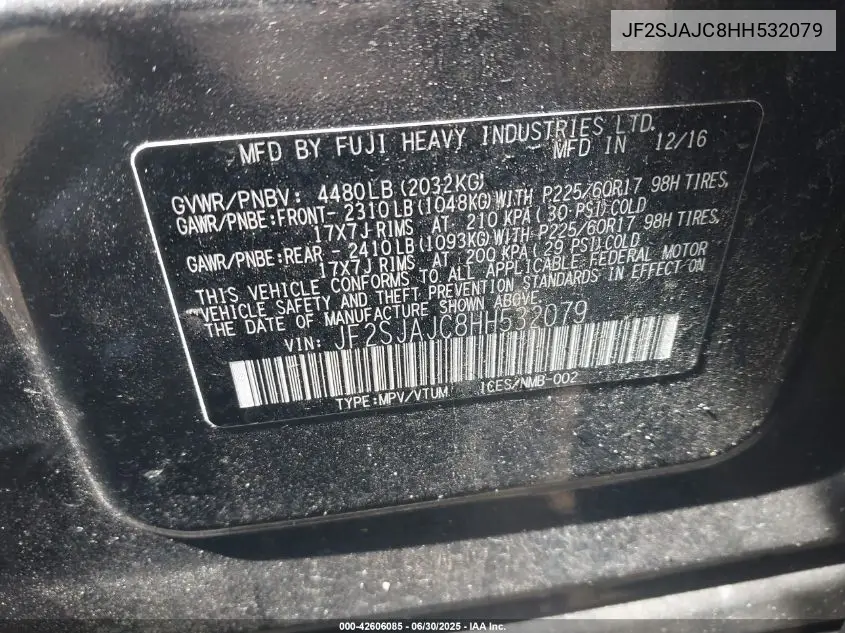 JF2SJAJC8HH532079
MFD BY FUJI HEAVY INDUSTRIES LTD.
MFD IN 12/16
GVWR/PNBV: 4480LB(2032KG)
GAWR/PNBE:FRONT-2310LB(1048KG)WITH P225/60R17 98H TIRES,
17X7J RIMS AT 210 KPA(30 PSI)COLD
GAWR/PNBE:REAR -2410LB(1093KG)WITH P225/60R17 98H TIRES,
17X7J RIMS AT 200 KPA(29 PSI)COLD
THIS VEHICLE CONFORMS TO ALL APPLICABLE FEDERAL MOTOR
VEHICLE SAFETY AND THEFT PREVENTION STANDARDS IN EFFECT ON
THE DATE OF MANUFACTURE SHOWN ABOVE.
VIN: JF2SJAJC8HH532079
TYPE:MPV/VTUM ICES/NMB-002
000-42606085 - 06/30/2025 - IAA Inc.